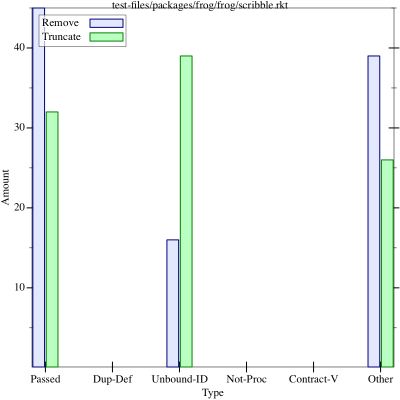 test-files/packages/frog/frog/scribble.rkt
Remove
Truncate
40
30
20
10
Amount
Passed Dup-Def Unbound-ID Not-Proc Contract-V Other
Type